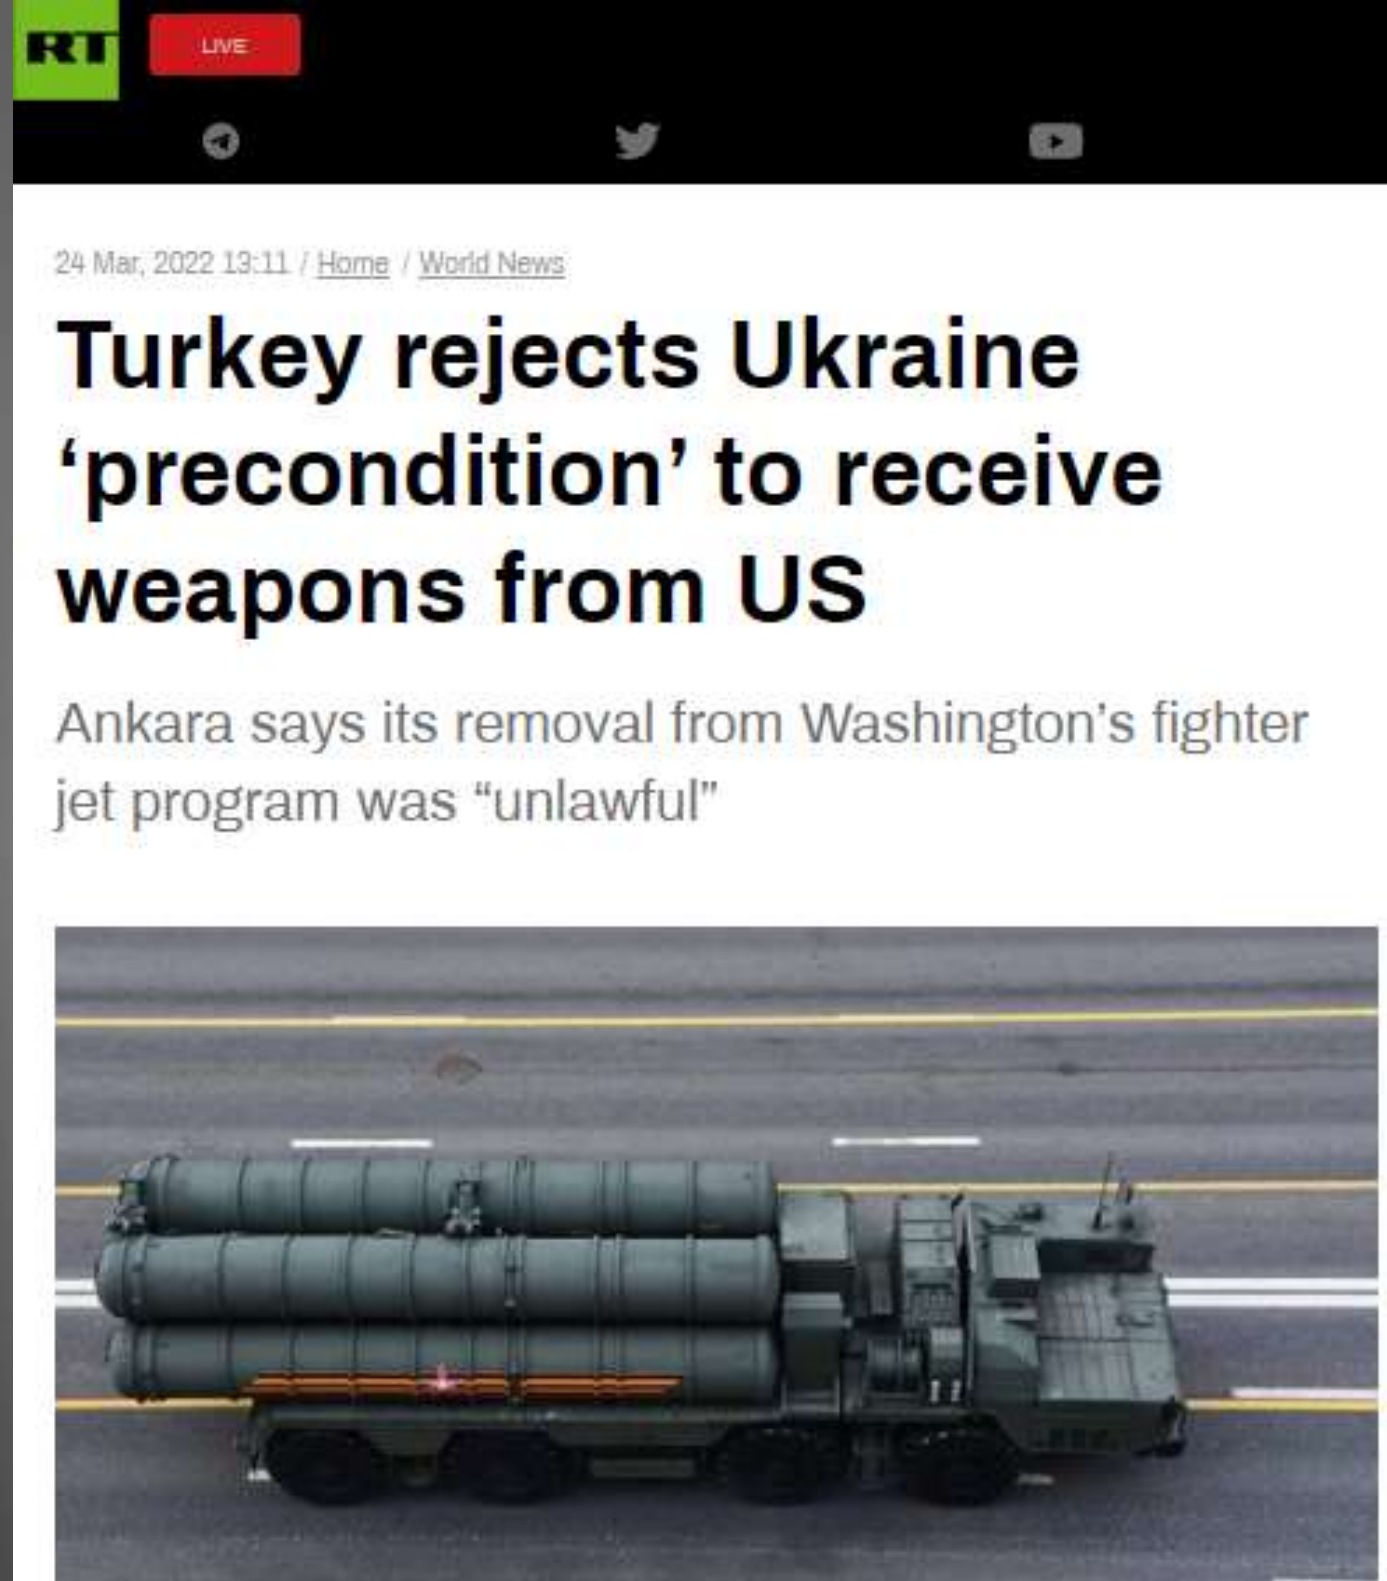 RT
LIVE
24 Mar, 2022 13:11 / Home / World News
Turkey rejects Ukraine
‘precondition’ to receive
weapons from US
Ankara says its removal from Washington’s fighter
jet program was “unlawful”